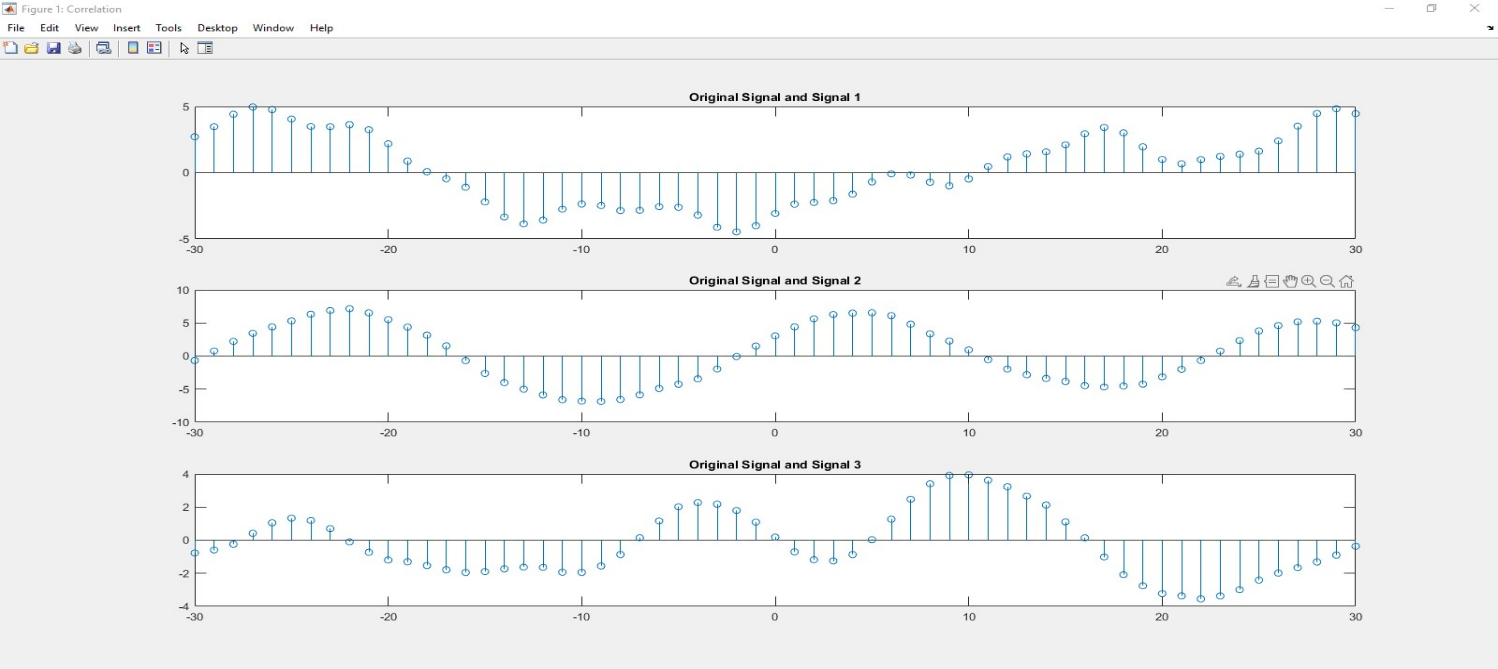 Figure 1: Correlation
File Edit View Insert Tools Desktop Window Help
Original Signal and Signal 1
5
0
-5
-30 -20 -10 0 10 20 30
Original Signal and Signal 2
10
5
0
-5
-10
-30 -20 -10 0 10 20 30
Original Signal and Signal 3
4
2
0
-2
-4
-30 -20 -10 0 10 20 30